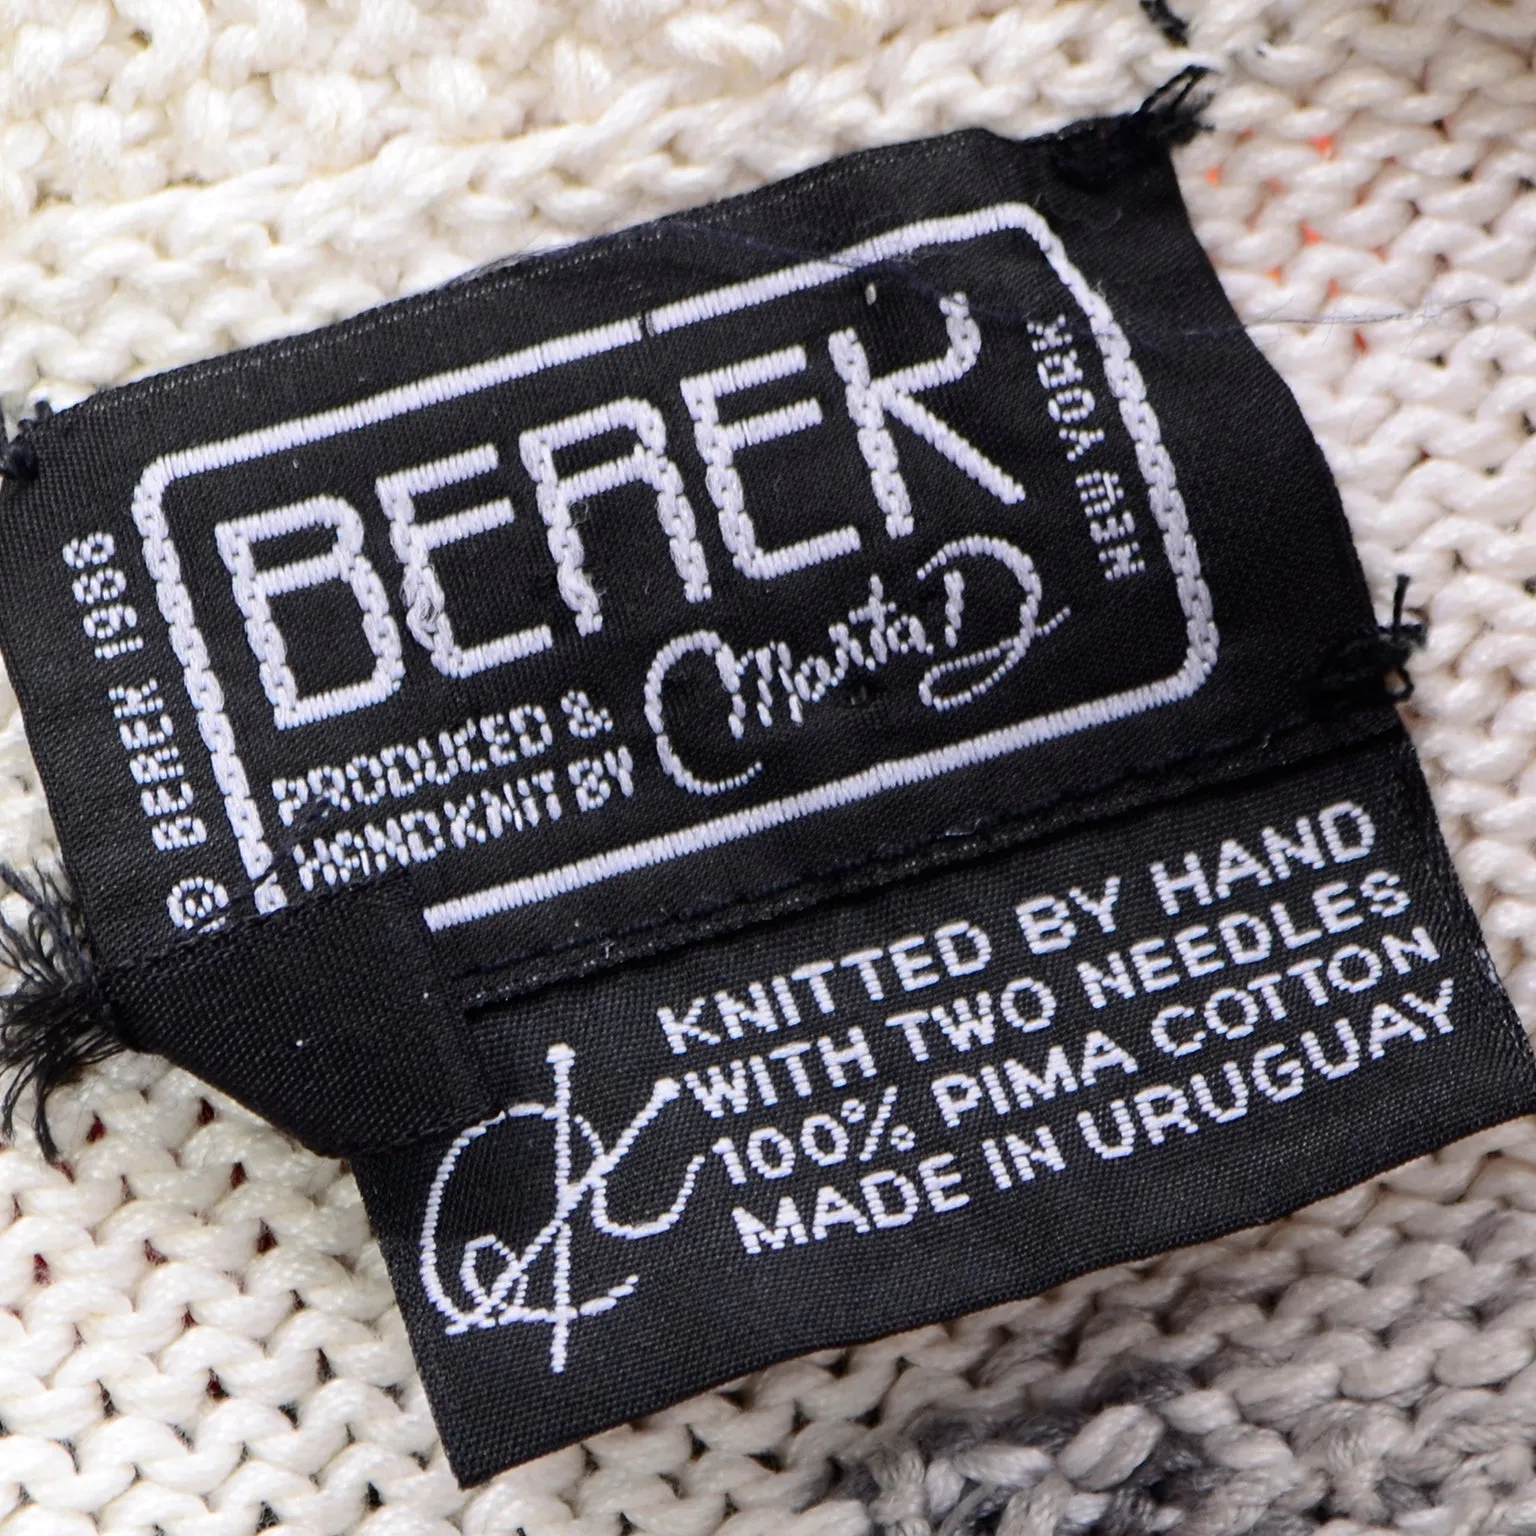 BEREK
PRODUCED &
HANDKNIT BY
Marta D
NEW YORK
© BEREK 1988
KNITTED BY HAND
WITH TWO NEEDLES
100% PIMA COTTON
MADE IN URUGUAY